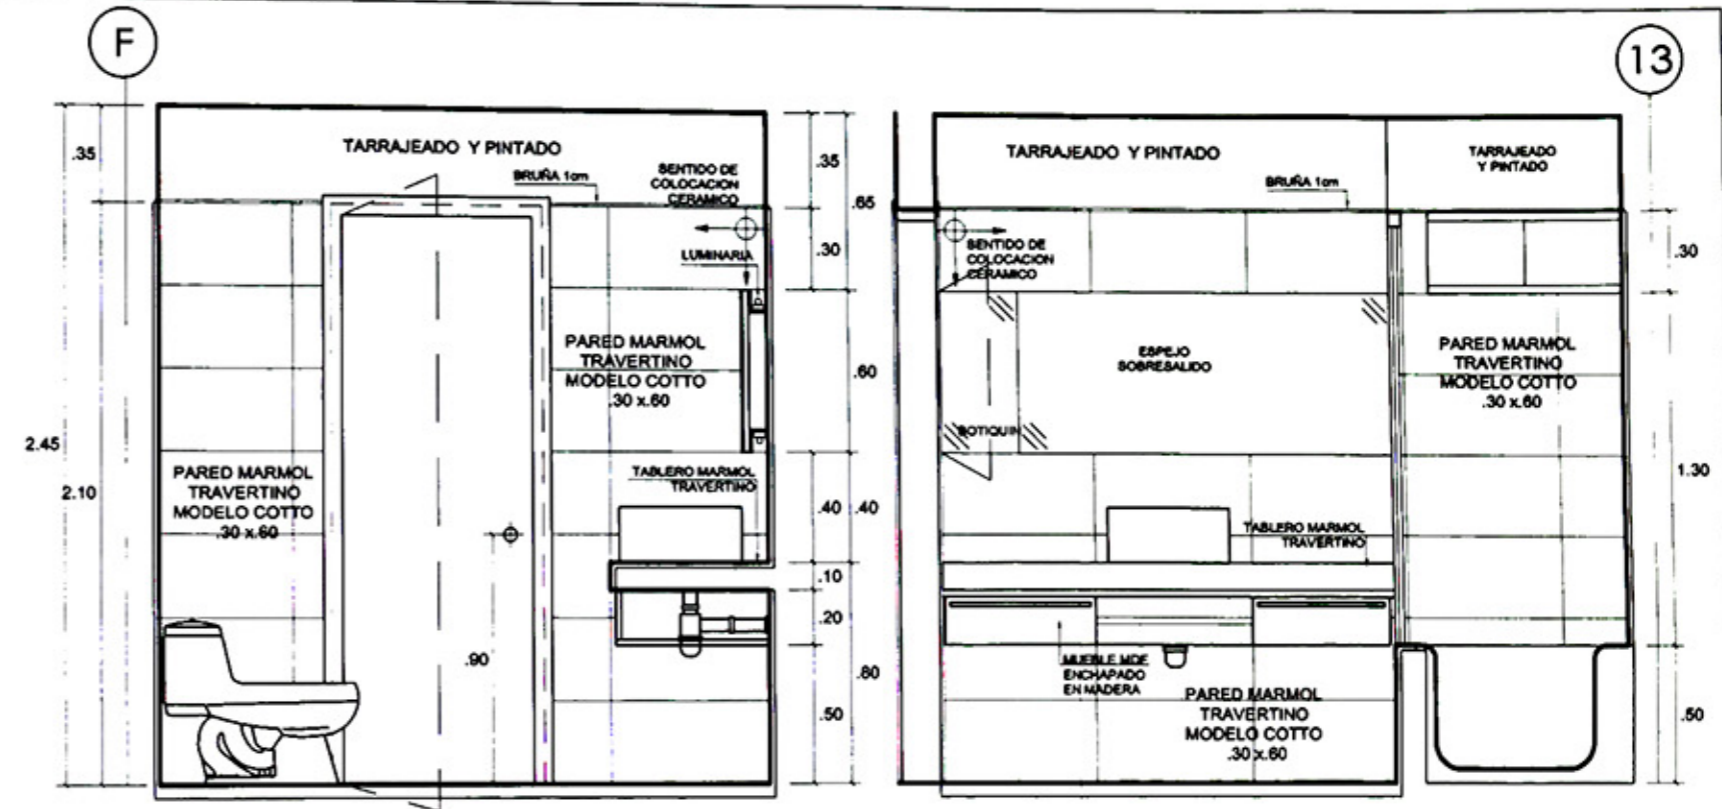 F
13
.35
TARRAJEADO Y PINTADO
BRUÑA 1cm
SENTIDO DE
COLOCACION
CERAMICO
.35
.65
LUMINARIA
.30
PARED MARMOL
TRAVERTINO
MODELO COTTO
.30 x.60
.60
2.45
2.10
PARED MARMOL
TRAVERTINO
MODELO COTTO
.30 x.60
TABLERO MARMOL
TRAVERTINO
.40
.40
.10
.20
.90
.80
.50
TARRAJEADO Y PINTADO
TARRAJEADO
Y PINTADO
BRUÑA 1cm
SENTIDO DE
COLOCACION
CERAMICO
.30
ESPEJO
SOBRESALIDO
PARED MARMOL
TRAVERTINO
MODELO COTTO
.30 x.60
BOTIQUIN
1.30
TABLERO MARMOL
TRAVERTINO
MUEBLE MDF
ENCHAPADO
EN MADERA
PARED MARMOL
TRAVERTINO
MODELO COTTO
.30 x.60
.50